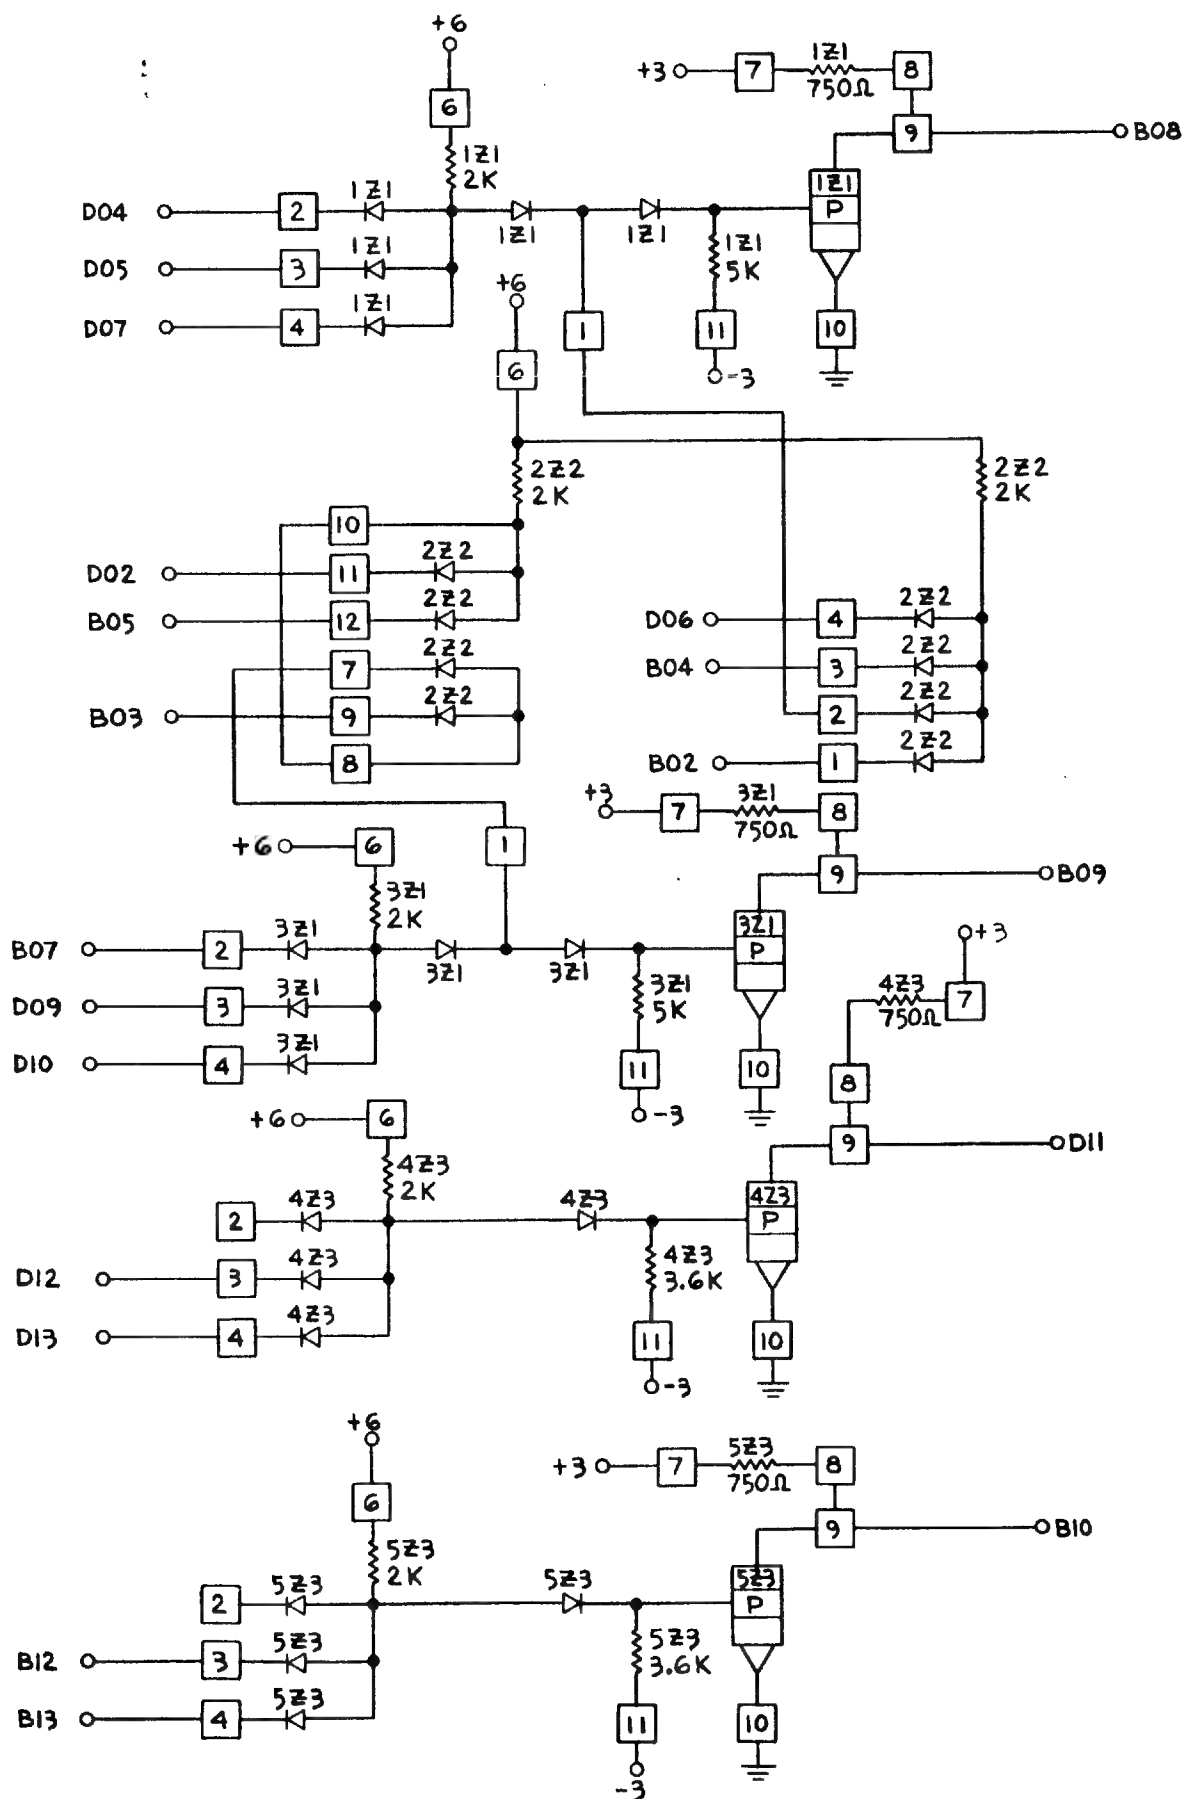 +6
6
1Z1
2K
+3
7
1Z1
750Ω
8
9
B08
1Z1
P
10
D04
2
1Z1
1Z1
1Z1
D05
3
1Z1
D07
4
1Z1
1
1Z1
5K
11
-3
+6
6
2Z2
2K
2Z2
2K
10
D02
11
2Z2
B05
12
2Z2
7
2Z2
B03
9
2Z2
8
D06
4
2Z2
B04
3
2Z2
2
2Z2
B02
1
2Z2
+3
7
3Z1
750Ω
8
9
B09
+6
6
3Z1
2K
1
3Z1
P
10
B07
2
3Z1
3Z1
3Z1
D09
3
3Z1
D10
4
3Z1
3Z1
5K
11
-3
+3
7
4Z3
750Ω
8
9
D11
+6
6
4Z3
2K
2
4Z3
4Z3
4Z3
P
10
D12
3
4Z3
D13
4
4Z3
4Z3
3.6K
11
-3
+6
6
5Z3
2K
+3
7
5Z3
750Ω
8
9
B10
2
5Z3
5Z3
5Z3
P
10
B12
3
5Z3
B13
4
5Z3
5Z3
3.6K
11
-3